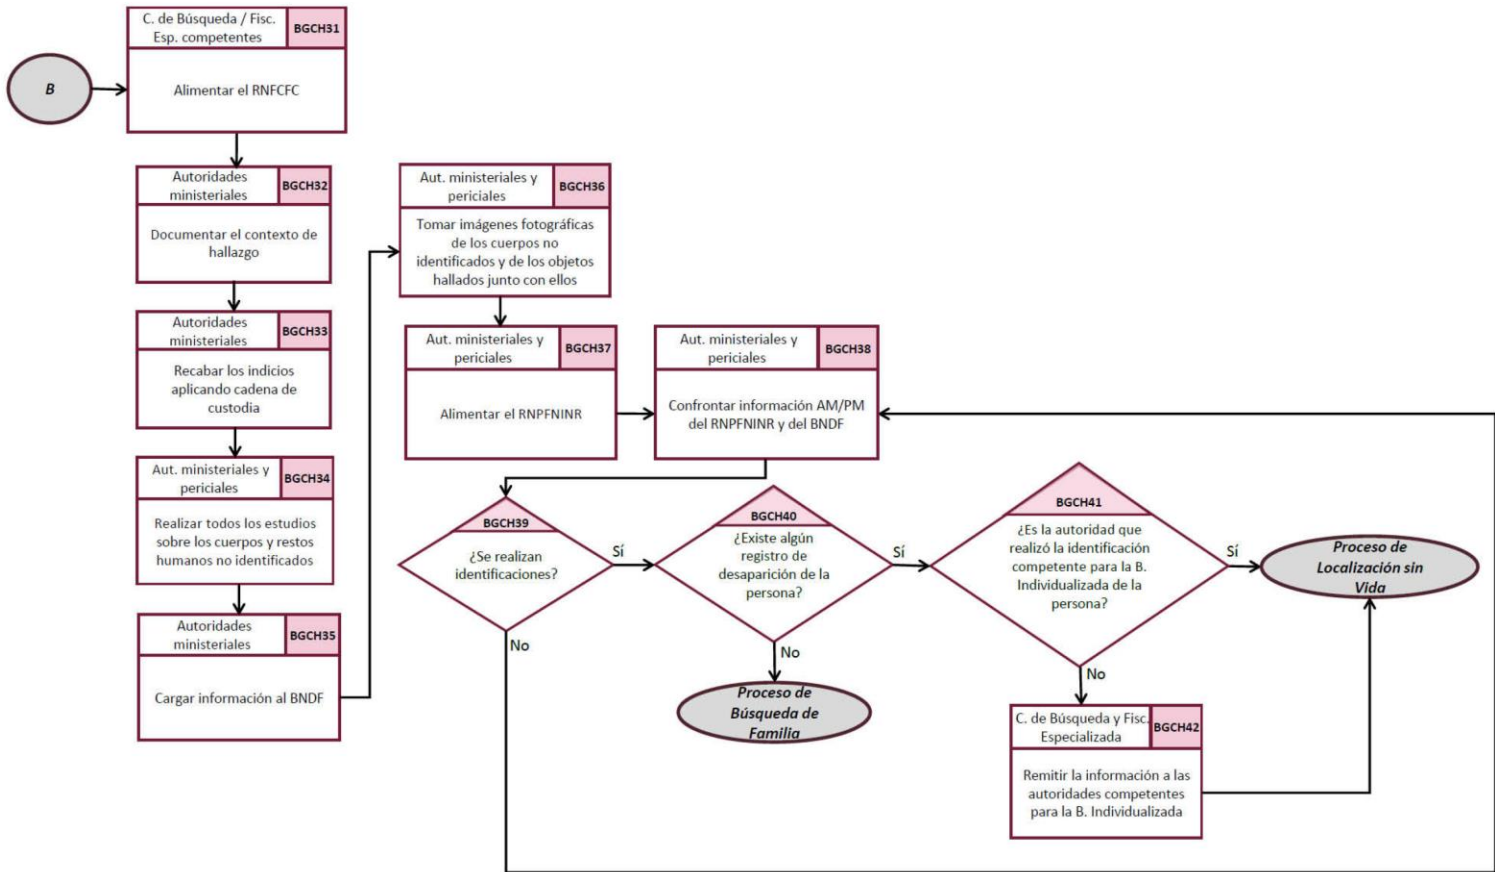 B
C. de Búsqueda / Fisc.
Esp. competentes
BGCH31
Alimentar el RNFCFC
Autoridades
ministeriales
BGCH32
Documentar el contexto de
hallazgo
Autoridades
ministeriales
BGCH33
Recabar los indicios
aplicando cadena de
custodia
Aut. ministeriales y
periciales
BGCH34
Realizar todos los estudios
sobre los cuerpos y restos
humanos no identificados
Autoridades
ministeriales
BGCH35
Cargar información al BNDF
Aut. ministeriales y
periciales
BGCH36
Tomar imágenes fotográficas
de los cuerpos no
identificados y de los objetos
hallados junto con ellos
Aut. ministeriales y
periciales
BGCH37
Alimentar el RNPFNINR
Aut. ministeriales y
periciales
BGCH38
Confrontar información AM/PM
del RNPFNINR y del BNDF
BGCH39
¿Se realizan
identificaciones?
Sí
No
BGCH40
¿Existe algún
registro de
desaparición de la
persona?
Sí
No
Proceso de
Búsqueda de
Familia
BGCH41
¿Es la autoridad que
realizó la identificación
competente para la B.
Individualizada de la
persona?
Sí
No
Proceso de
Localización sin
Vida
C. de Búsqueda y Fisc.
Especializada
BGCH42
Remitir la información a las
autoridades competentes
para la B. Individualizada